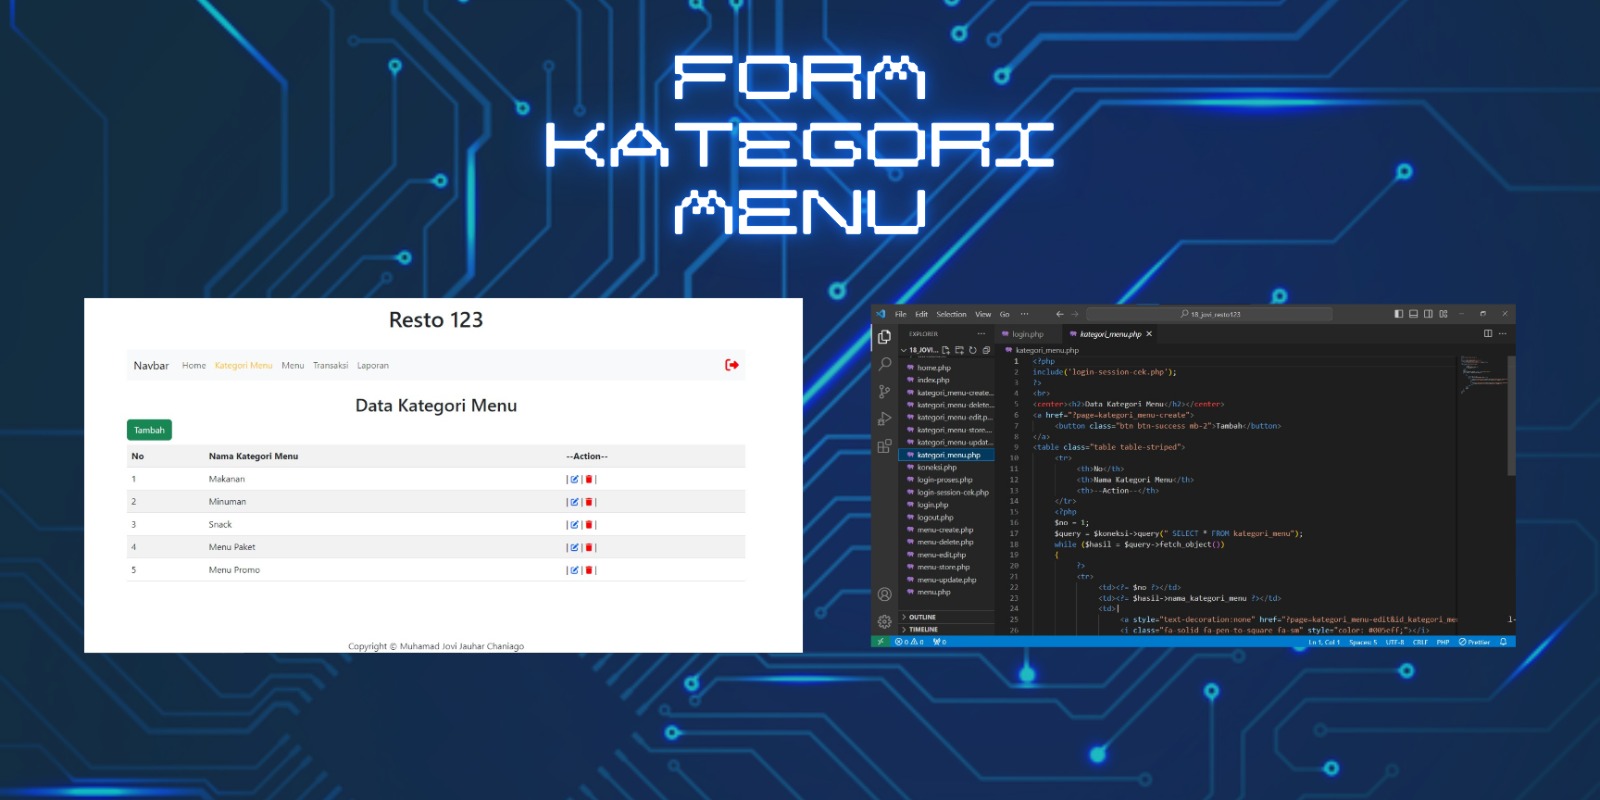 FORM
KATEGORI
MENU
Resto 123
Navbar Home Kategori Menu Menu Transaksi Laporan
Data Kategori Menu
Tambah
No Nama Kategori Menu --Action--
1 Makanan | | |
2 Minuman | | |
3 Snack | | |
4 Menu Paket | | |
5 Menu Promo | | |
Copyright © Muhamad Jovi Jauhar Chaniago
File Edit Selection View Go ··· 18_jovi_resto123
EXPLORER ···
18_JOVI...
home.php
index.php
kategori_menu-create...
kategori_menu-delete...
kategori_menu-edit.p...
kategori_menu-store....
kategori_menu-updat...
kategori_menu.php
koneksi.php
login-proses.php
login-session-cek.php
login.php
logout.php
menu-create.php
menu-delete.php
menu-edit.php
menu-store.php
menu-update.php
menu.php
OUTLINE
TIMELINE
login.php kategori_menu.php
kategori_menu.php
1 <?php
2 include('login-session-cek.php');
3 ?>
4 <br>
5 <center><h2>Data Kategori Menu</h2></center>
6 <a href="?page=kategori_menu-create">
7 <button class="btn btn-success mb-2">Tambah</button>
8 </a>
9 <table class="table table-striped">
10 <tr>
11 <th>No</th>
12 <th>Nama Kategori Menu</th>
13 <th>--Action--</th>
14 </tr>
15 <?php
16 $no = 1;
17 $query = $koneksi->query(" SELECT * FROM kategori_menu");
18 while ($hasil = $query->fetch_object())
19 {
20 ?>
21 <tr>
22 <td><?= $no ?></td>
23 <td><?= $hasil->nama_kategori_menu ?></td>
24 <td>|
25 <a style="text-decoration:none" href="?page=kategori_menu-edit&id_kategori_me
26 <i class="fa-solid fa-pen-to-square fa-sm" style="color: #005eff;"></i>
0 0 0 Ln 1, Col 1 Spaces: 5 UTF-8 CRLF PHP Prettier